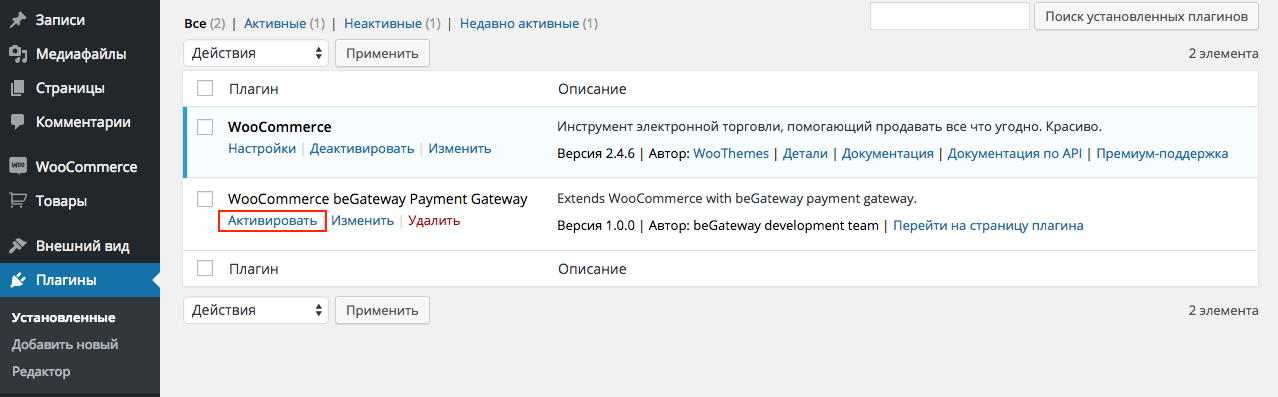 Записи
Медиафайлы
Страницы
Комментарии
WooCommerce
Товары
Внешний вид
Плагины
Установленные
Добавить новый
Редактор
Все (2) | Активные (1) | Неактивные (1) | Недавно активные (1)
Поиск установленных плагинов
Действия Применить 2 элемента
Плагин Описание
WooCommerce Инструмент электронной торговли, помогающий продавать все что угодно. Красиво.
Настройки | Деактивировать | Изменить Версия 2.4.6 | Автор: WooThemes | Детали | Документация | Документация по API | Премиум-поддержка
WooCommerce beGateway Payment Gateway Extends WooCommerce with beGateway payment gateway.
Активировать | Изменить | Удалить Версия 1.0.0 | Автор: beGateway development team | Перейти на страницу плагина
Плагин Описание
Действия Применить 2 элемента